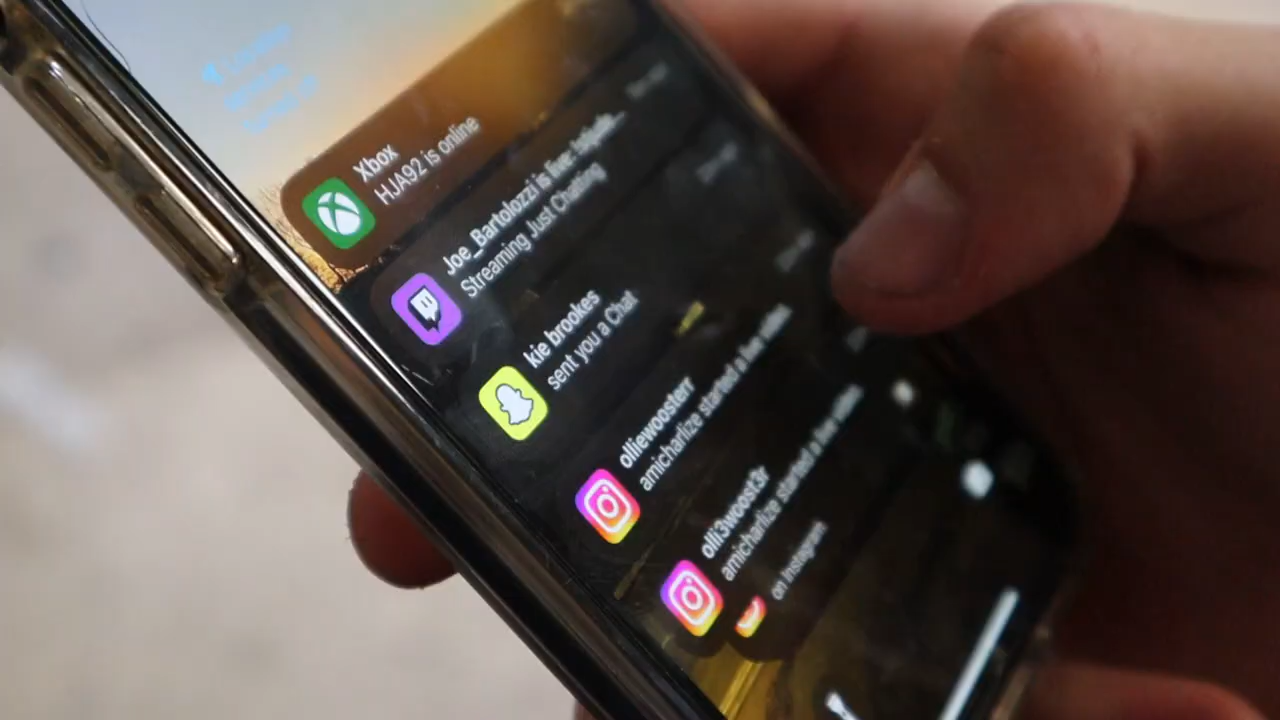 Xbox
HJA92 is online
Joe_Bartolozzi is live:
Streaming Just Chatting
kie brookes
sent you a Chat
olliewoosterr
amicharlize started a live video
olli3woost3r
amicharlize started a live video
on Instagram